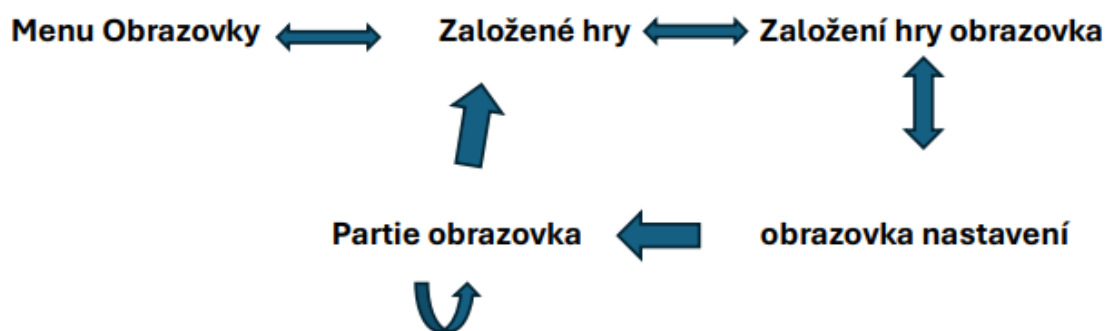 Menu Obrazovky
Založené hry
Založení hry obrazovka
Partie obrazovka
obrazovka nastavení